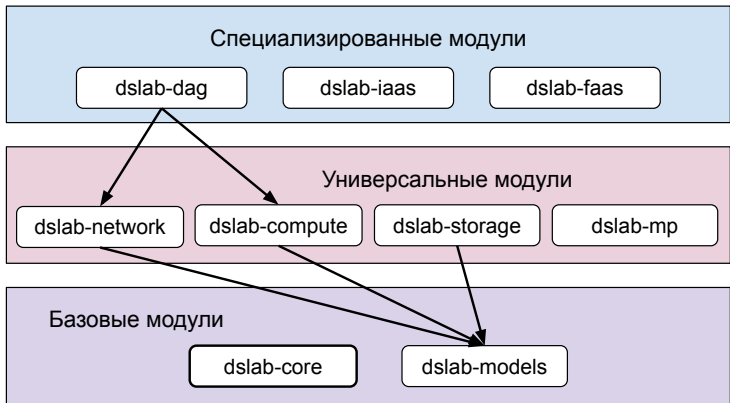 Специализированные модули
dslab-dag dslab-iaas dslab-faas
Универсальные модули
dslab-network dslab-compute dslab-storage dslab-mp
Базовые модули
dslab-core dslab-models